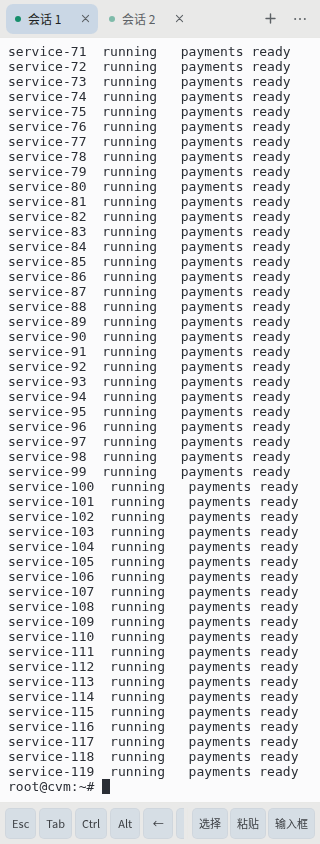 会话 1 × 会话 2 × + ···
service-71  running   payments ready
service-72  running   payments ready
service-73  running   payments ready
service-74  running   payments ready
service-75  running   payments ready
service-76  running   payments ready
service-77  running   payments ready
service-78  running   payments ready
service-79  running   payments ready
service-80  running   payments ready
service-81  running   payments ready
service-82  running   payments ready
service-83  running   payments ready
service-84  running   payments ready
service-85  running   payments ready
service-86  running   payments ready
service-87  running   payments ready
service-88  running   payments ready
service-89  running   payments ready
service-90  running   payments ready
service-91  running   payments ready
service-92  running   payments ready
service-93  running   payments ready
service-94  running   payments ready
service-95  running   payments ready
service-96  running   payments ready
service-97  running   payments ready
service-98  running   payments ready
service-99  running   payments ready
service-100  running   payments ready
service-101  running   payments ready
service-102  running   payments ready
service-103  running   payments ready
service-104  running   payments ready
service-105  running   payments ready
service-106  running   payments ready
service-107  running   payments ready
service-108  running   payments ready
service-109  running   payments ready
service-110  running   payments ready
service-111  running   payments ready
service-112  running   payments ready
service-113  running   payments ready
service-114  running   payments ready
service-115  running   payments ready
service-116  running   payments ready
service-117  running   payments ready
service-118  running   payments ready
service-119  running   payments ready
root@cvm:~#
Esc Tab Ctrl Alt ← 选择 粘贴 输入框